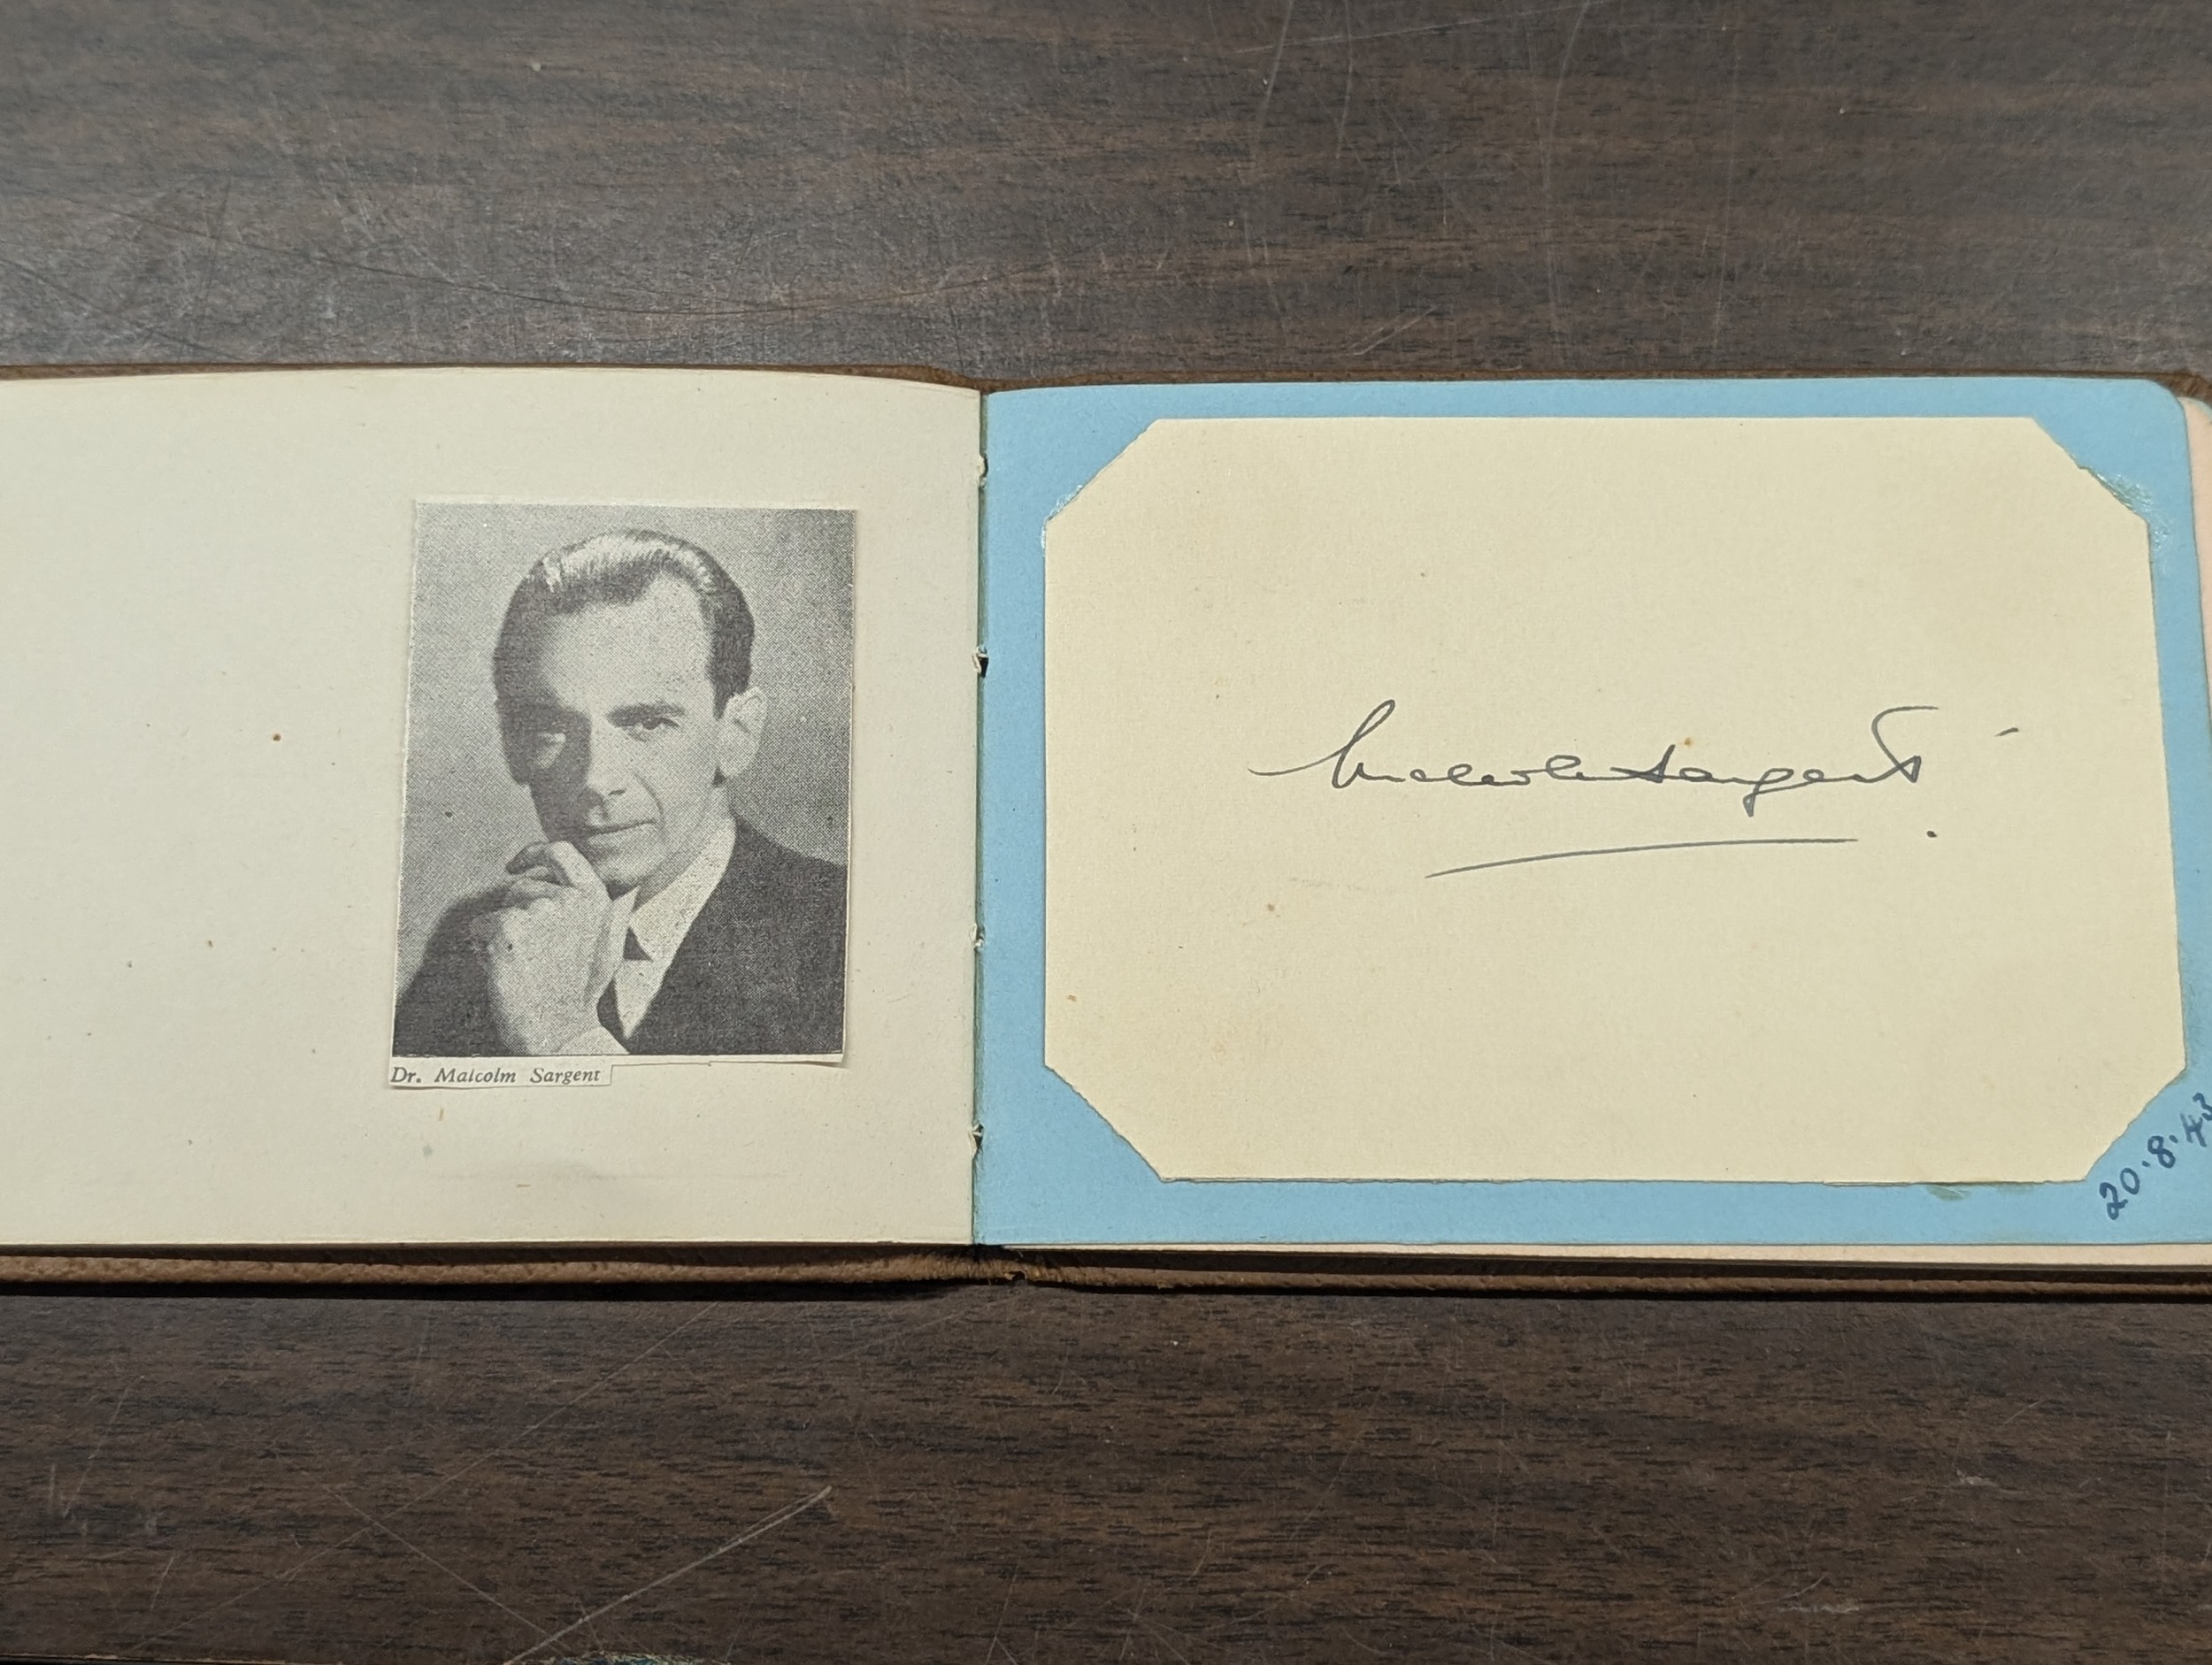 Dr. Malcolm Sargent
Malcolm Sargent
20.8.43